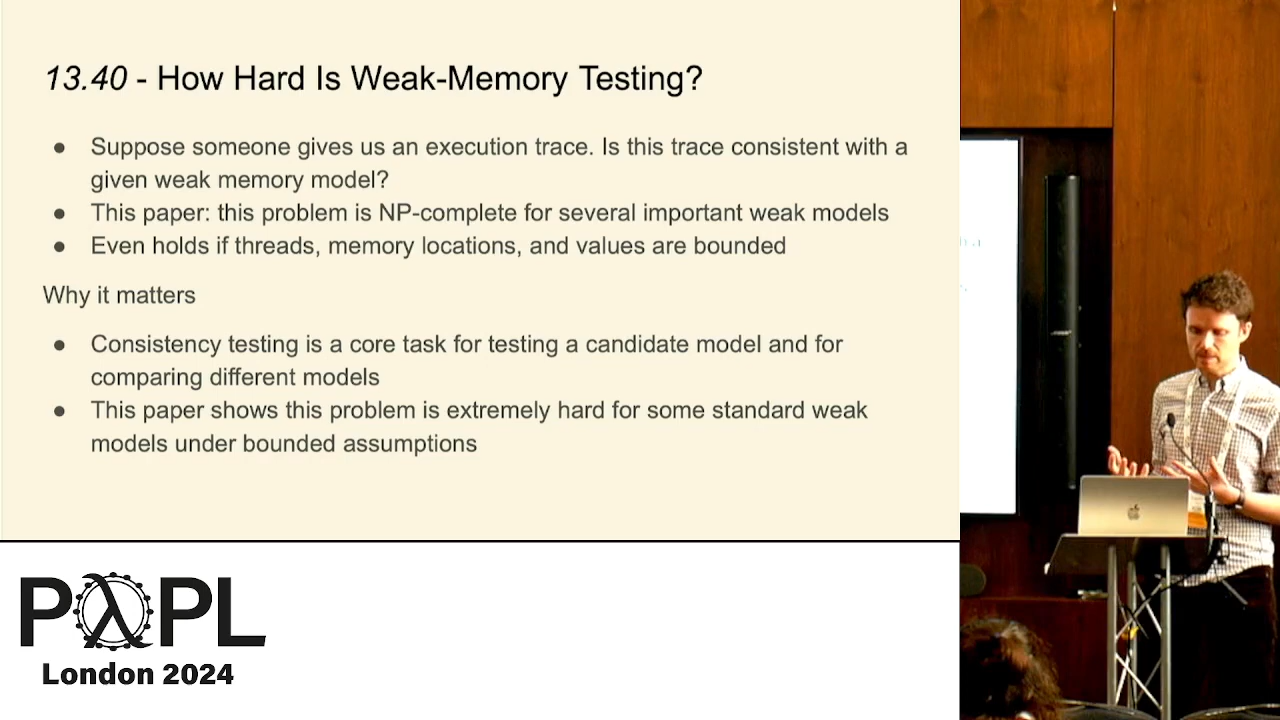 13.40 - How Hard Is Weak-Memory Testing?
● Suppose someone gives us an execution trace. Is this trace consistent with a
given weak memory model?
● This paper: this problem is NP-complete for several important weak models
● Even holds if threads, memory locations, and values are bounded
Why it matters
● Consistency testing is a core task for testing a candidate model and for
comparing different models
● This paper shows this problem is extremely hard for some standard weak
models under bounded assumptions
PλPL
London 2024